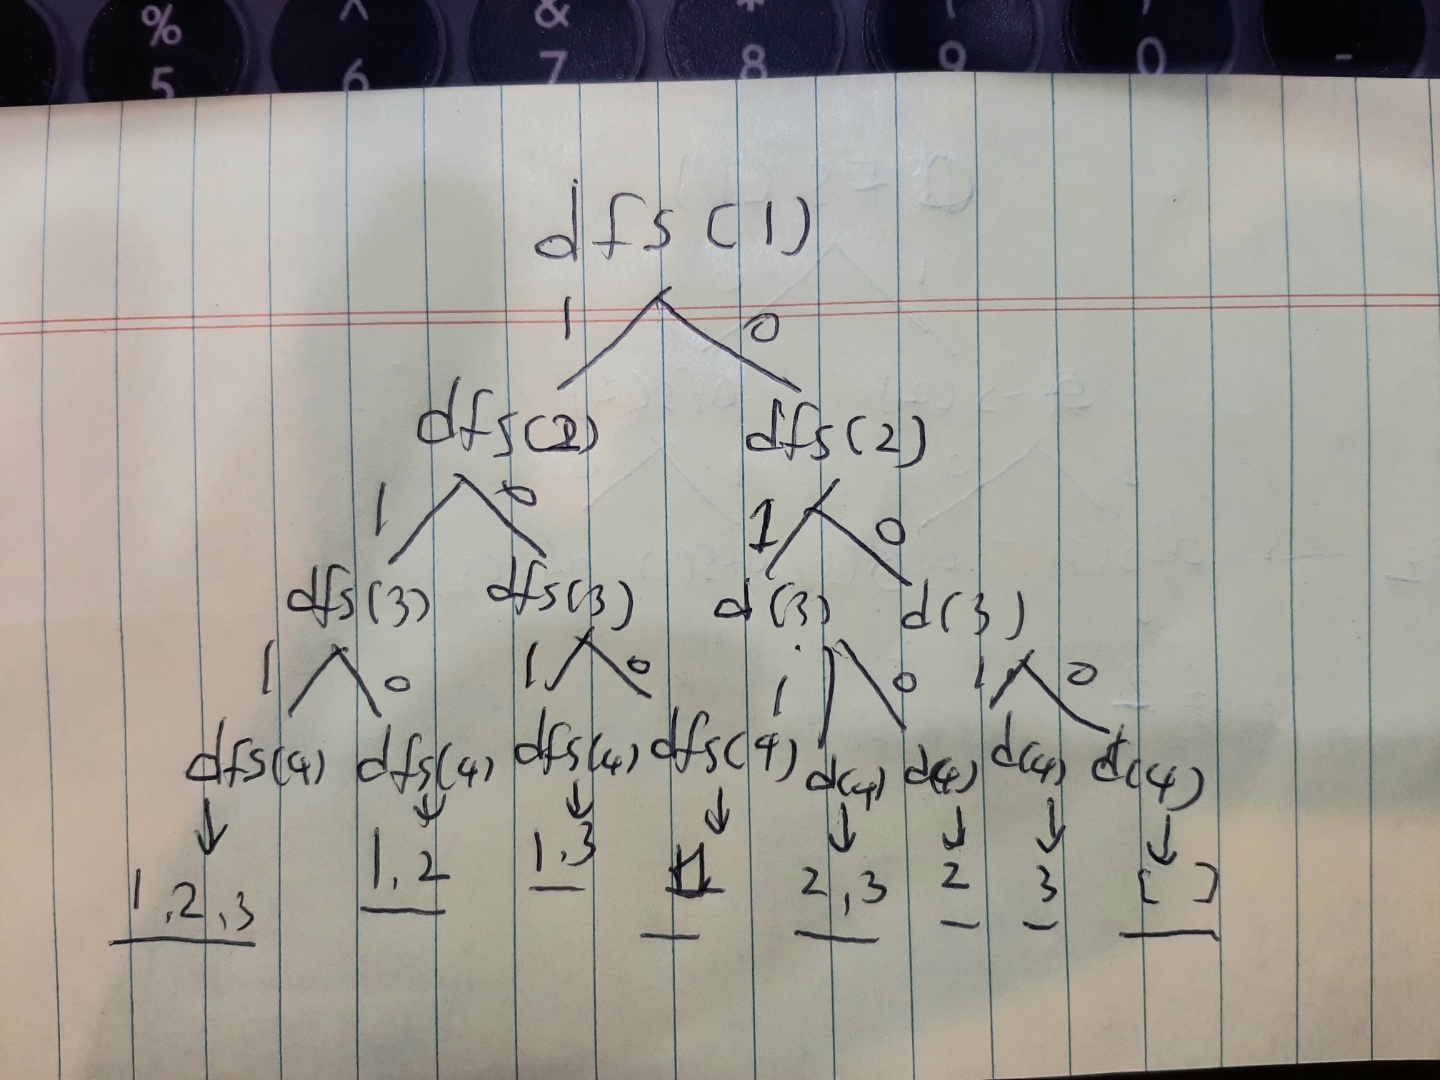 % ^ & * ( )
5 6 7 8 9 0 -
dfs(1)
1 0
dfs(2) dfs(2)
1 0 1 0
dfs(3) dfs(3) d(3) d(3)
1 0 1 0 1 0 1 0
dfs(4) dfs(4) dfs(4) dfs(4) d(4) d(4) d(4) d(4)
1,2,3 1,2 1.3 2,3 2 3 [ ]